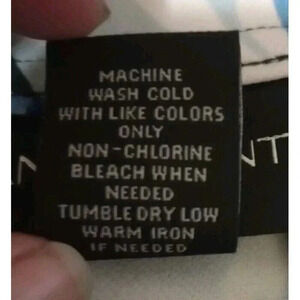 MACHINE
WASH COLD
WITH LIKE COLORS
ONLY
NON-CHLORINE
BLEACH WHEN
NEEDED
TUMBLE DRY LOW
WARM IRON
IF NEEDED